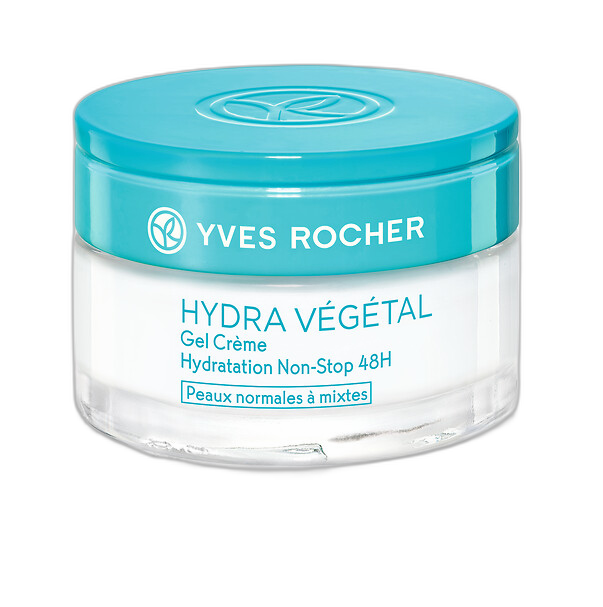 YVES ROCHER
HYDRA VÉGÉTAL
Gel Crème
Hydratation Non-Stop 48H
Peaux normales à mixtes